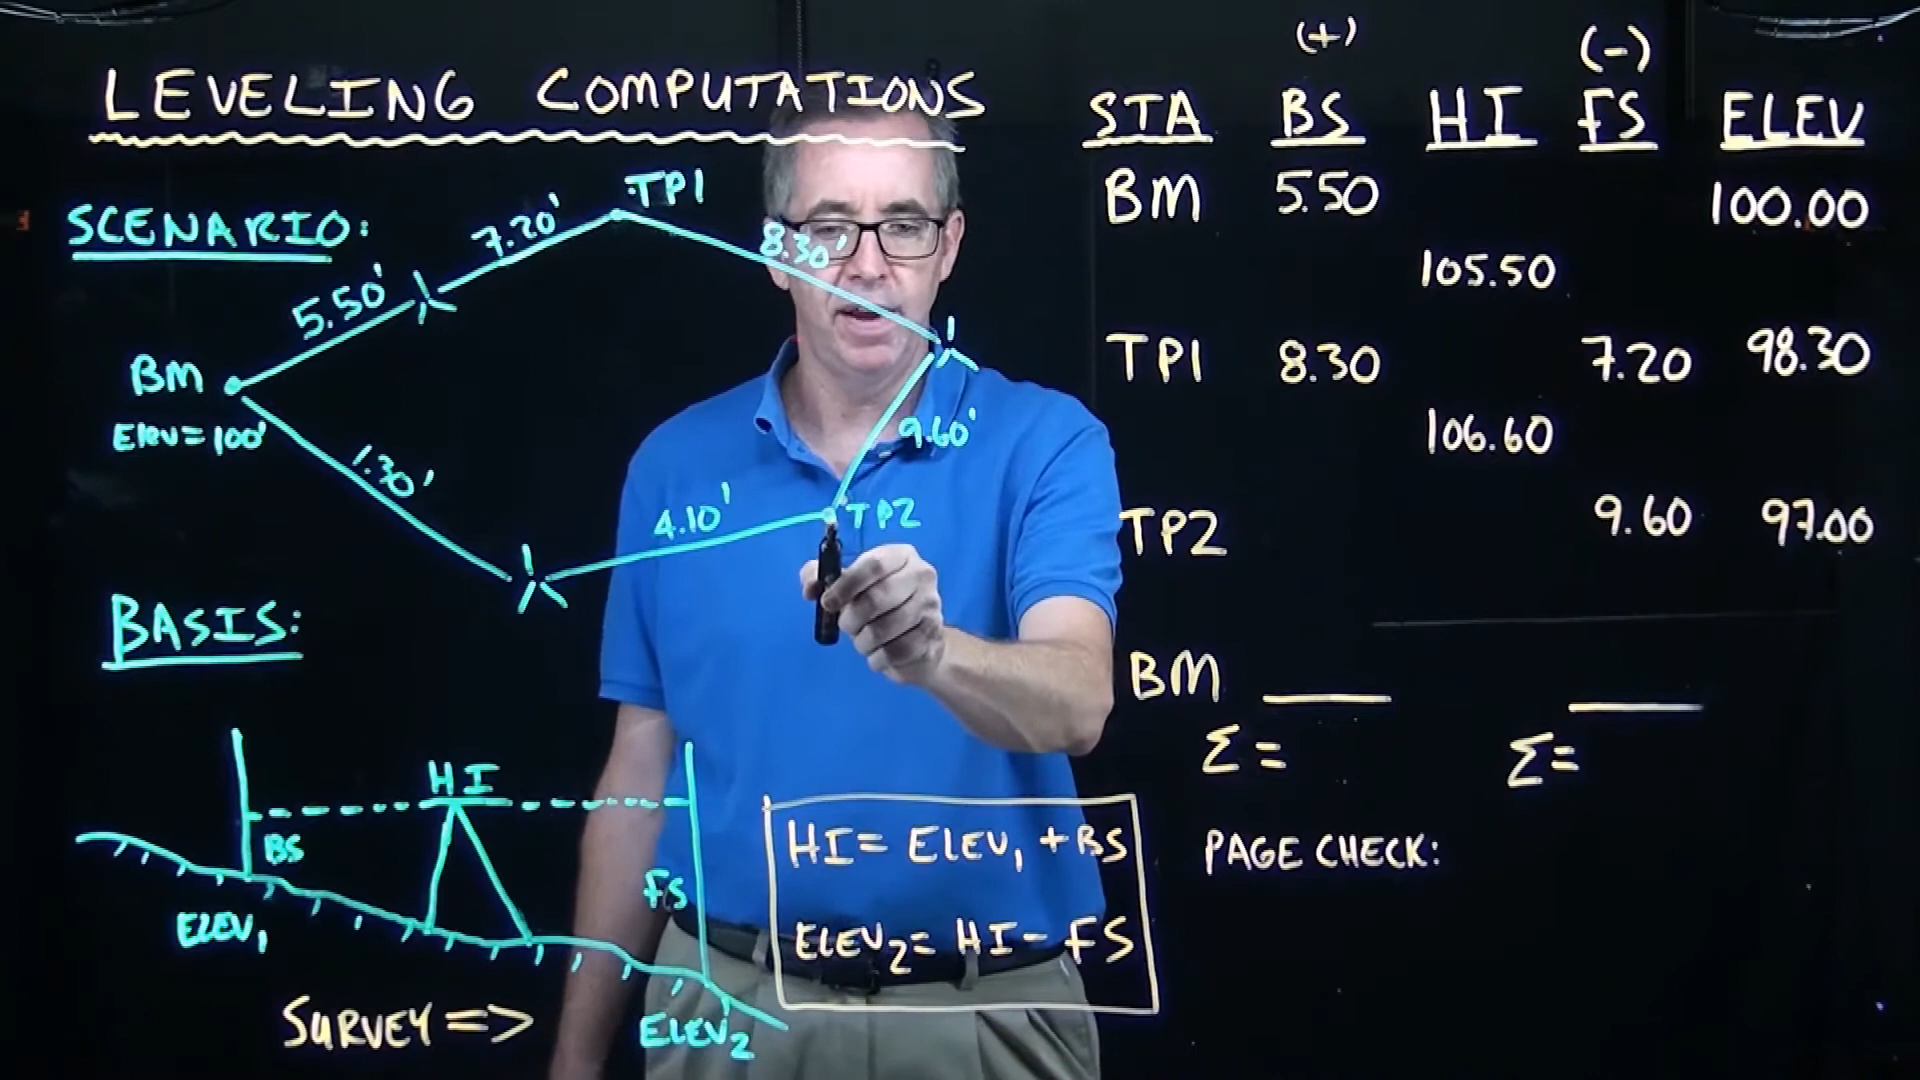 LEVELING COMPUTATIONS
SCENARIO:
TP1
7.20'
8.30'
5.50'
BM
Elev=100'
9.60'
1.30'
4.10'
TP2
BASIS:
HI
BS
FS
ELEV1
ELEV2
SURVEY =>
HI = ELEV1 + BS
ELEV2 = HI - FS
(+) (-)
STA BS HI FS ELEV
BM 5.50 100.00
105.50
TP1 8.30 7.20 98.30
106.60
TP2 9.60 97.00
BM
Σ = Σ=
PAGE CHECK: